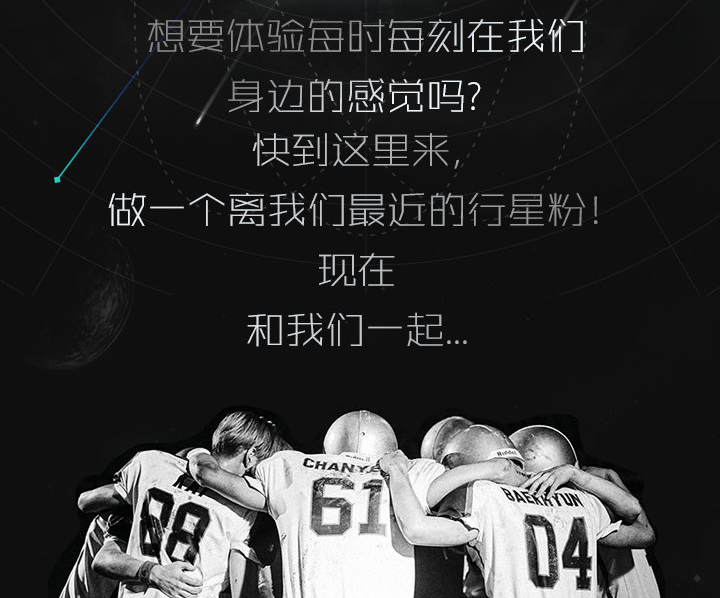 想要体验每时每刻在我们
身边的感觉吗?
快到这里来,
做一个离我们最近的行星粉!
现在
和我们一起...
CHANYE
61
88
BAEKHYUN
04
Riddell